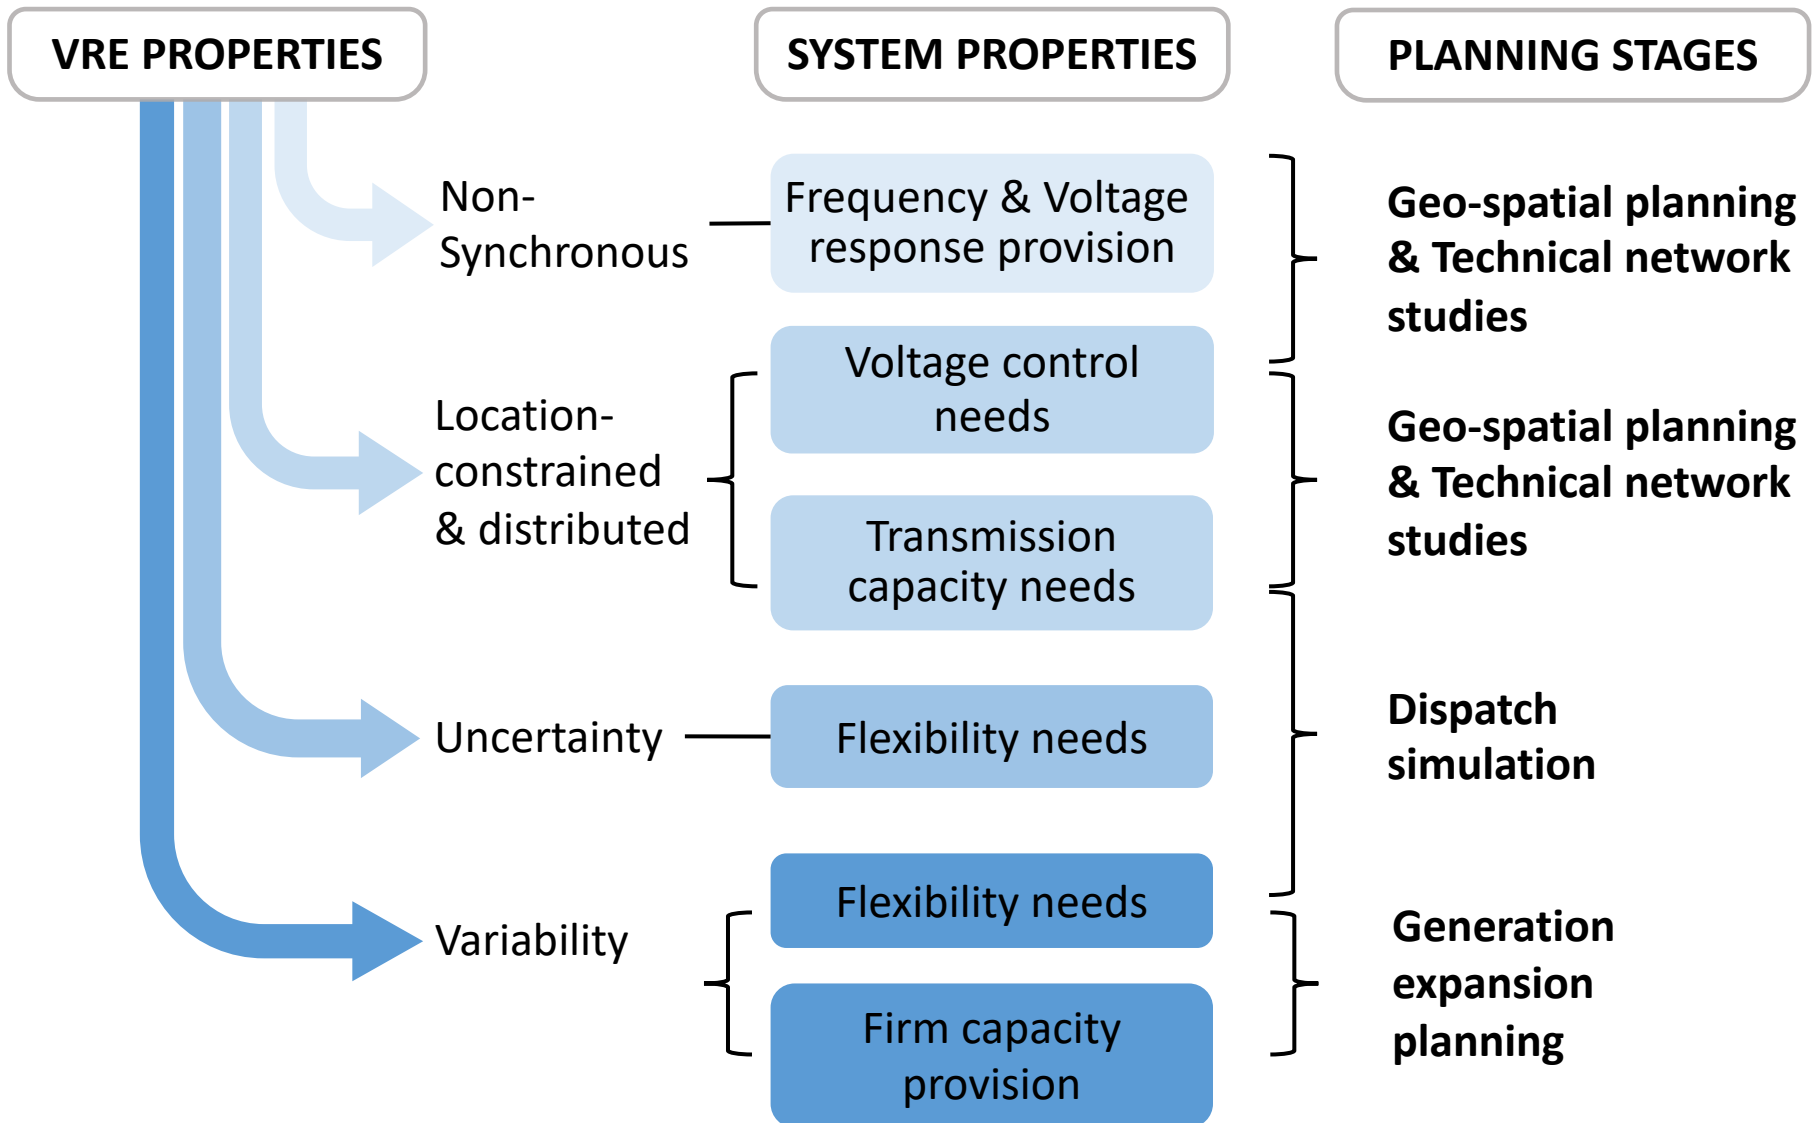 VRE PROPERTIES
SYSTEM PROPERTIES
PLANNING STAGES
Non-
Synchronous
Frequency & Voltage
response provision
Geo-spatial planning
& Technical network
studies
Location-
constrained
& distributed
Voltage control
needs
Transmission
capacity needs
Geo-spatial planning
& Technical network
studies
Uncertainty
Flexibility needs
Dispatch
simulation
Variability
Flexibility needs
Firm capacity
provision
Generation
expansion
planning